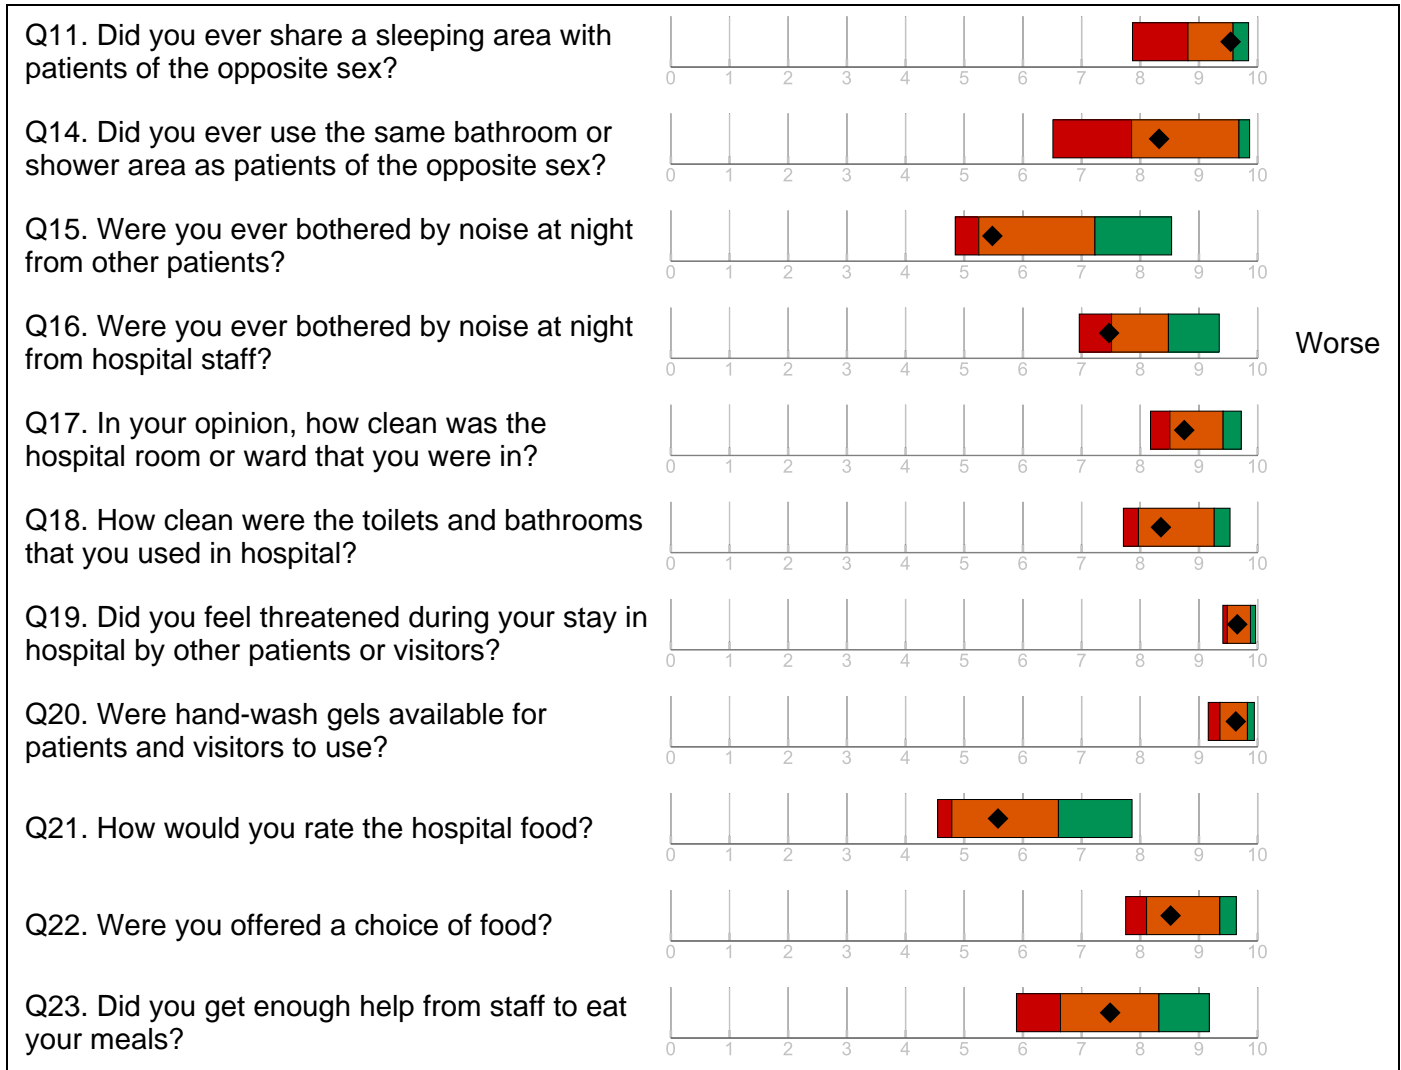 Q11. Did you ever share a sleeping area with
patients of the opposite sex?
0 1 2 3 4 5 6 7 8 9 10
Q14. Did you ever use the same bathroom or
shower area as patients of the opposite sex?
0 1 2 3 4 5 6 7 8 9 10
Q15. Were you ever bothered by noise at night
from other patients?
0 1 2 3 4 5 6 7 8 9 10
Q16. Were you ever bothered by noise at night
from hospital staff?
Worse
0 1 2 3 4 5 6 7 8 9 10
Q17. In your opinion, how clean was the
hospital room or ward that you were in?
0 1 2 3 4 5 6 7 8 9 10
Q18. How clean were the toilets and bathrooms
that you used in hospital?
0 1 2 3 4 5 6 7 8 9 10
Q19. Did you feel threatened during your stay in
hospital by other patients or visitors?
0 1 2 3 4 5 6 7 8 9 10
Q20. Were hand-wash gels available for
patients and visitors to use?
0 1 2 3 4 5 6 7 8 9 10
Q21. How would you rate the hospital food?
0 1 2 3 4 5 6 7 8 9 10
Q22. Were you offered a choice of food?
0 1 2 3 4 5 6 7 8 9 10
Q23. Did you get enough help from staff to eat
your meals?
0 1 2 3 4 5 6 7 8 9 10